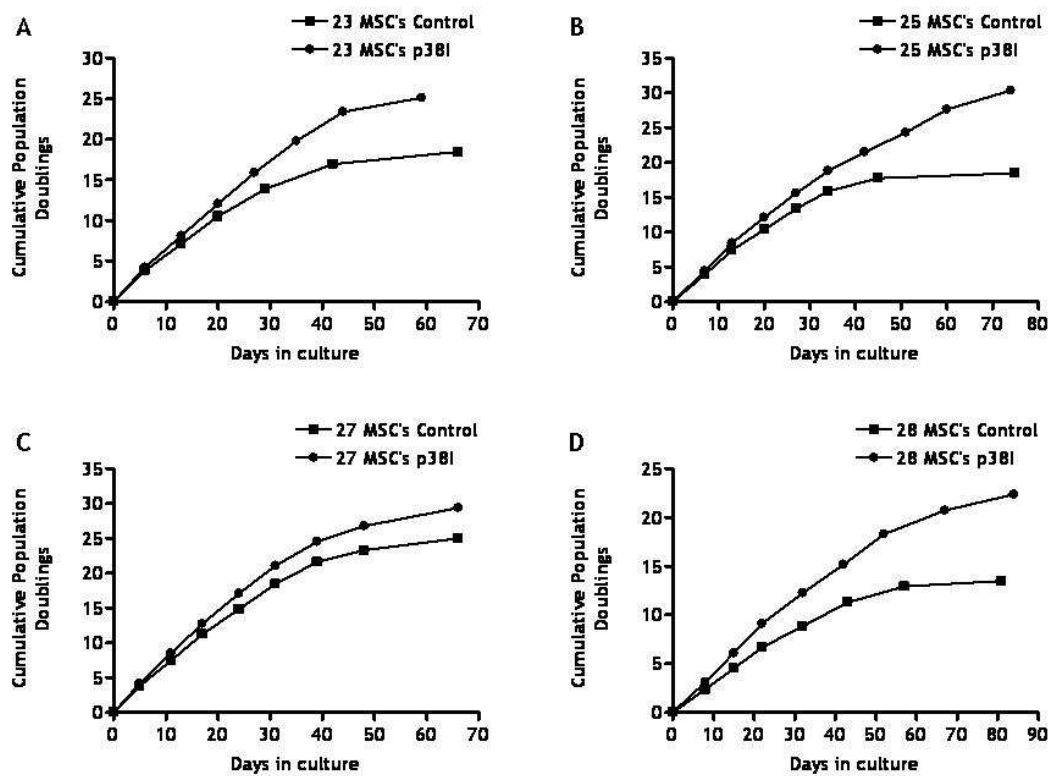 A
23 MSC's Control
23 MSC's p38I
Cumulative Population
Doublings
30
25
20
15
10
5
0
0 10 20 30 40 50 60 70
Days in culture
B
25 MSC's Control
25 MSC's p38I
Cumulative Population
Doublings
35
30
25
20
15
10
5
0
0 10 20 30 40 50 60 70 80
Days in culture
C
27 MSC's Control
27 MSC's p38I
Cumulative Population
Doublings
35
30
25
20
15
10
5
0
0 10 20 30 40 50 60 70
Days in culture
D
28 MSC's Control
28 MSC's p38I
Cumulative Population
Doublings
25
20
15
10
5
0
0 10 20 30 40 50 60 70 80 90
Days in culture